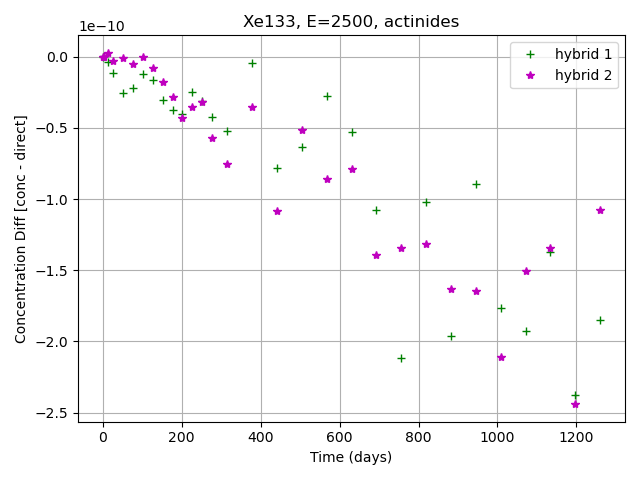 Xe133, E=2500, actinides
1e−10
hybrid 1
hybrid 2
0.0
−0.5
−1.0
−1.5
−2.0
−2.5
Concentration Diff [conc - direct]
0 200 400 600 800 1000 1200
Time (days)